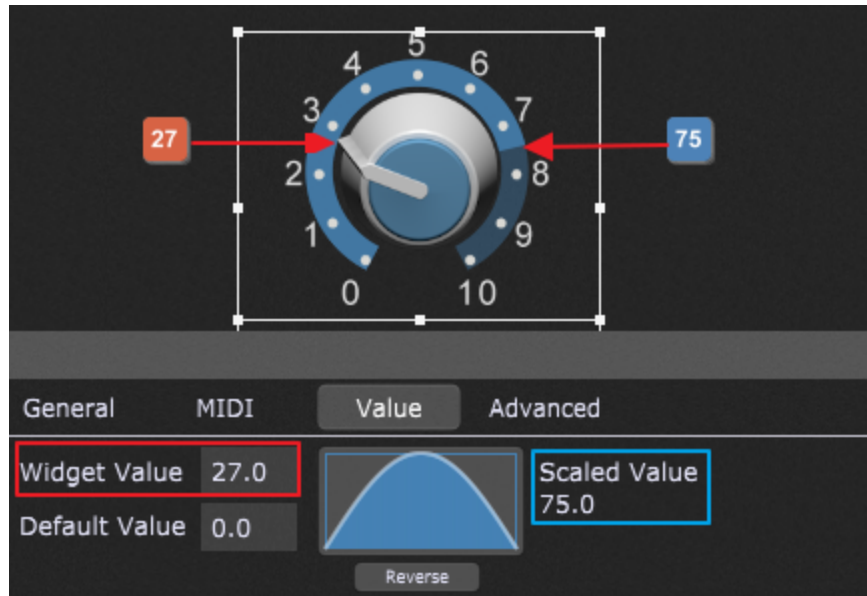 5
4
6
3
7
27
75
2
8
1
9
0
10
General
MIDI
Value
Advanced
Widget Value 27.0
Scaled Value
75.0
Default Value 0.0
Reverse